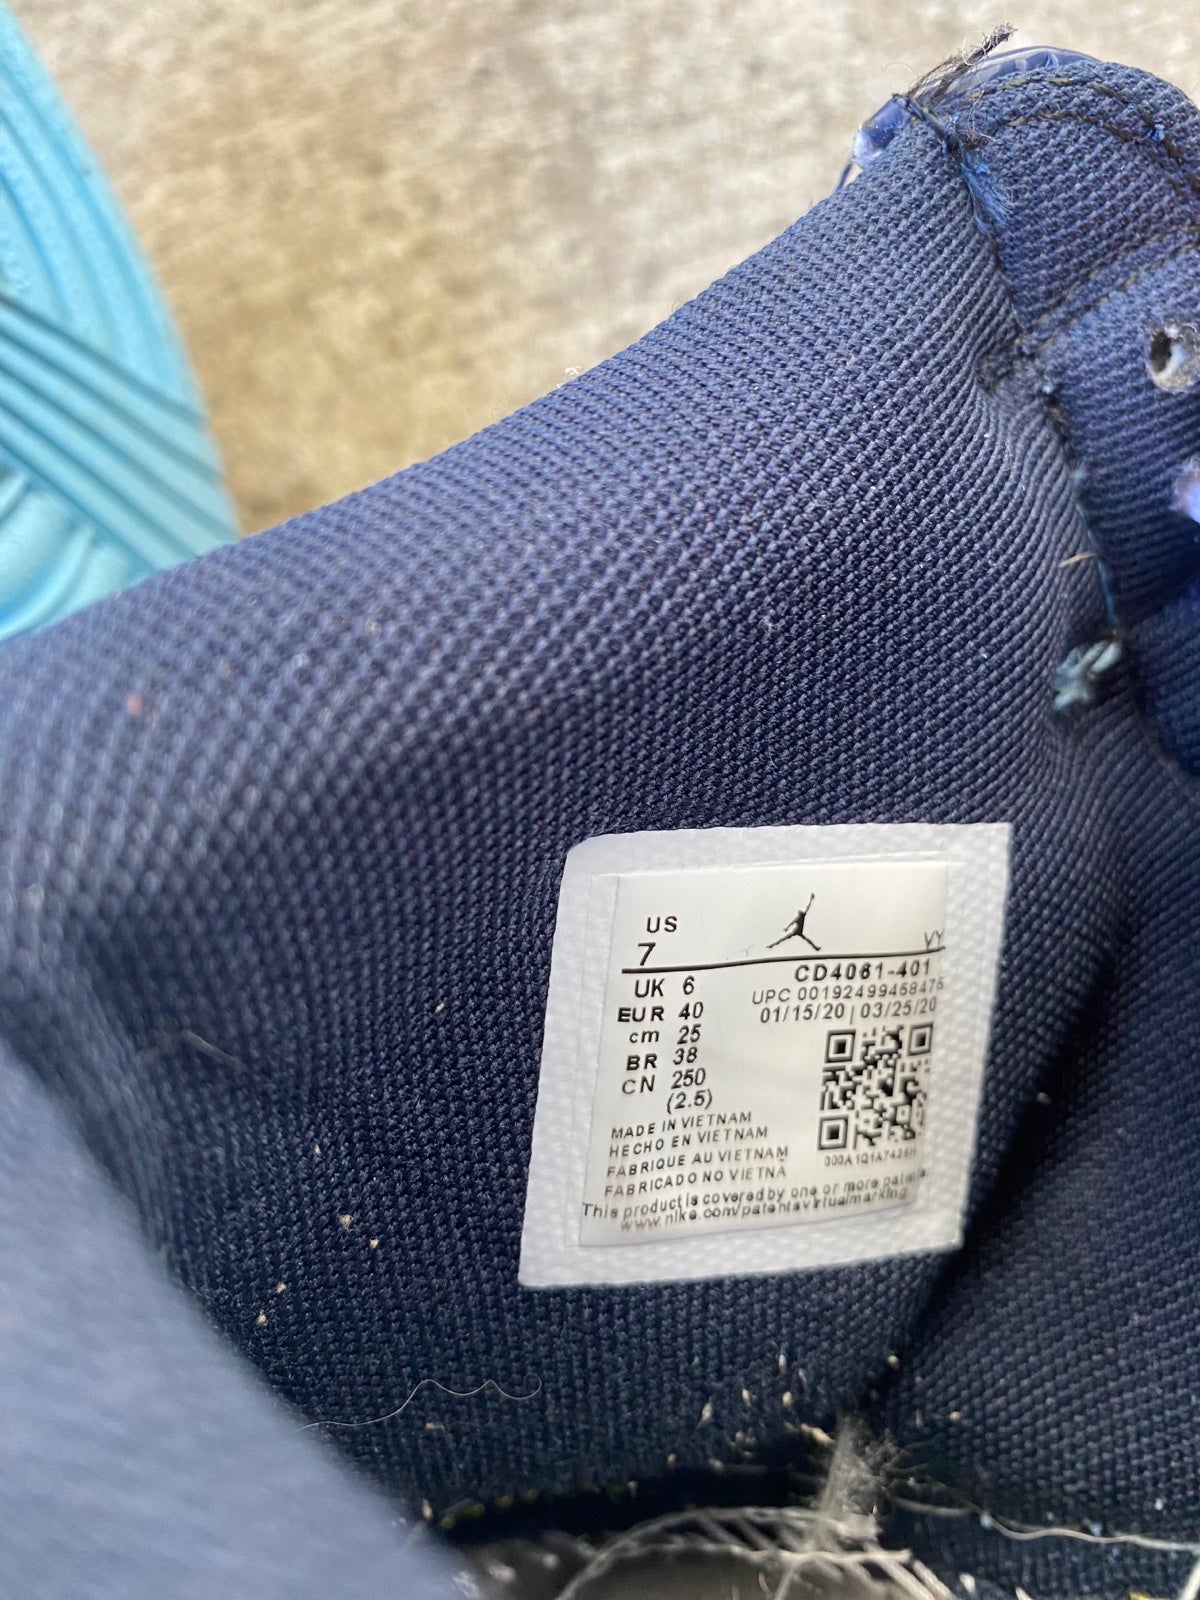 US
7
VY
UK 6
CD4061-401
UPC 00192499458476
EUR 40
01/15/20 | 03/25/20
cm 25
BR 38
CN 250
(2.5)
MADE IN VIETNAM
HECHO EN VIETNAM
FABRIQUE AU VIETNAM
FABRICADO NO VIETNÃ
This product is covered by one or more patents.
www.nike.com/patentsvirtualmarking